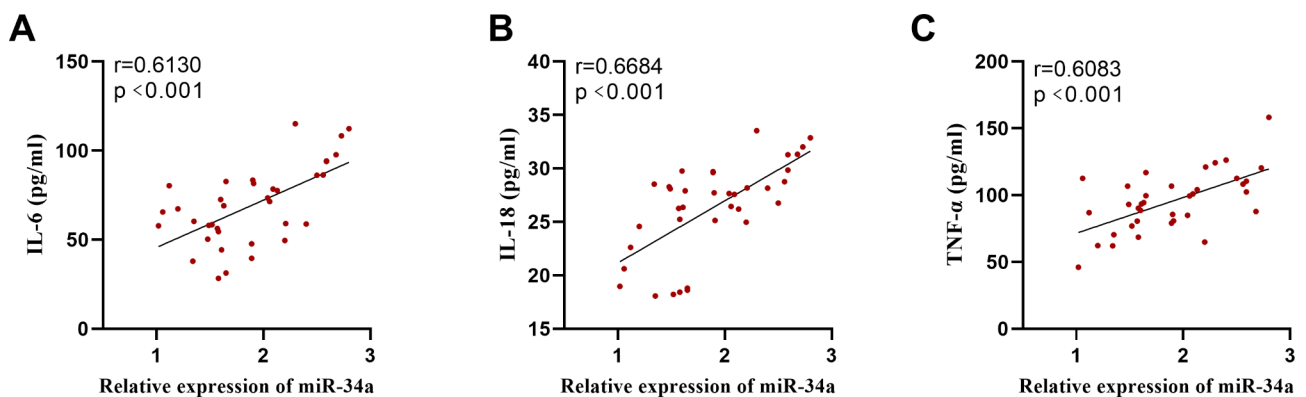 A
r=0.6130
p <0.001
IL-6 (pg/ml)
150
100
50
0
1 2 3
Relative expression of miR-34a
B
r=0.6684
p <0.001
IL-18 (pg/ml)
40
35
30
25
20
15
1 2 3
Relative expression of miR-34a
C
r=0.6083
p <0.001
TNF-α (pg/ml)
200
150
100
50
0
1 2 3
Relative expression of miR-34a